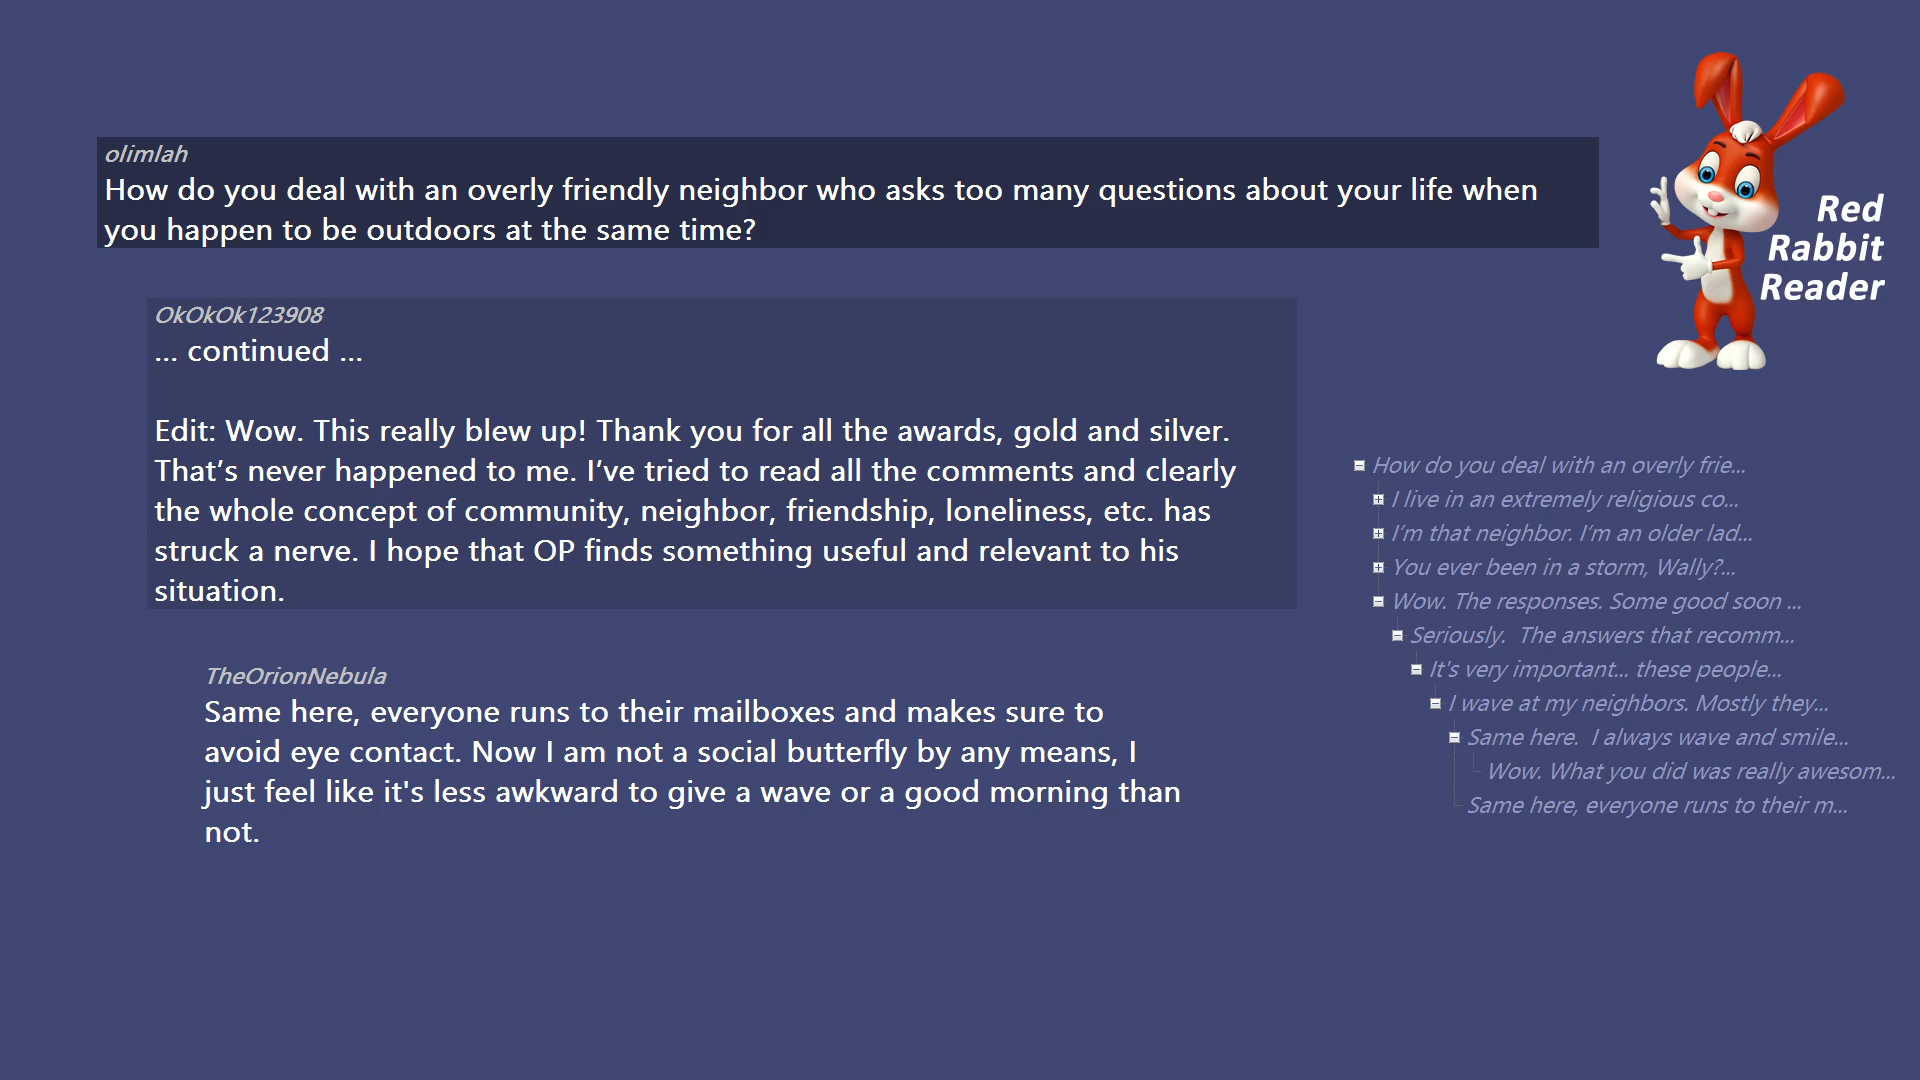 olimlah
How do you deal with an overly friendly neighbor who asks too many questions about your life when
you happen to be outdoors at the same time?
Red
Rabbit
Reader
OkOkOk123908
... continued ...
Edit: Wow. This really blew up! Thank you for all the awards, gold and silver.
That’s never happened to me. I’ve tried to read all the comments and clearly
the whole concept of community, neighbor, friendship, loneliness, etc. has
struck a nerve. I hope that OP finds something useful and relevant to his
situation.
TheOrionNebula
Same here, everyone runs to their mailboxes and makes sure to
avoid eye contact. Now I am not a social butterfly by any means, I
just feel like it's less awkward to give a wave or a good morning than
not.
How do you deal with an overly frie...
I live in an extremely religious co...
I’m that neighbor. I’m an older lad...
You ever been in a storm, Wally?...
Wow. The responses. Some good soon ...
Seriously.  The answers that recomm...
It's very important... these people...
I wave at my neighbors. Mostly they...
Same here.  I always wave and smile...
Wow. What you did was really awesom...
Same here, everyone runs to their m...